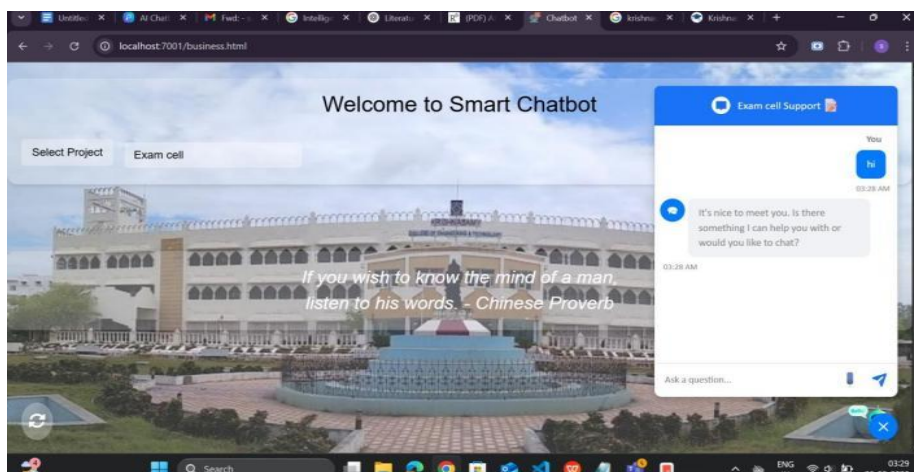 Untitled
AI Chat
Fwd: - s
Intellige
Literatu
(PDF) A
Chatbot
krishna
Krishna
localhost:7001/business.html
Welcome to Smart Chatbot
Select Project
Exam cell
If you wish to know the mind of a man,
listen to his words. - Chinese Proverb
Exam cell Support
You
hi
03:28 AM
It's nice to meet you. Is there
something I can help you with or
would you like to chat?
03:28 AM
Ask a question...
Search
ENG
03:29